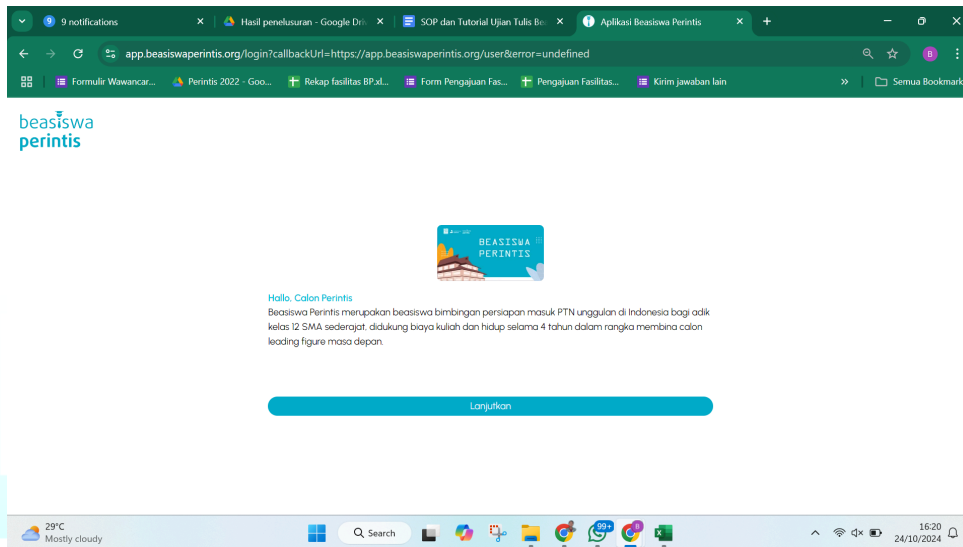 9 notifications
Hasil penelusuran - Google Driv
SOP dan Tutorial Ujian Tulis Bea
Aplikasi Beasiswa Perintis
app.beasiswaperintis.org/login?callbackUrl=https://app.beasiswaperintis.org/user&error=undefined
B
Formulir Wawancar...
Perintis 2022 - Goo...
Rekap fasilitas BP.xl...
Form Pengajuan Fas...
Pengajuan Fasilitas...
Kirim jawaban lain
»
Semua Bookmark
beasiswa
perintis
BEASISWA
PERINTIS
Hallo, Calon Perintis
Beasiswa Perintis merupakan beasiswa bimbingan persiapan masuk PTN unggulan di Indonesia bagi adik
kelas 12 SMA sederajat, didukung biaya kuliah dan hidup selama 4 tahun dalam rangka membina calon
leading figure masa depan.
Lanjutkan
29°C
Mostly cloudy
Search
99+
16:20
24/10/2024